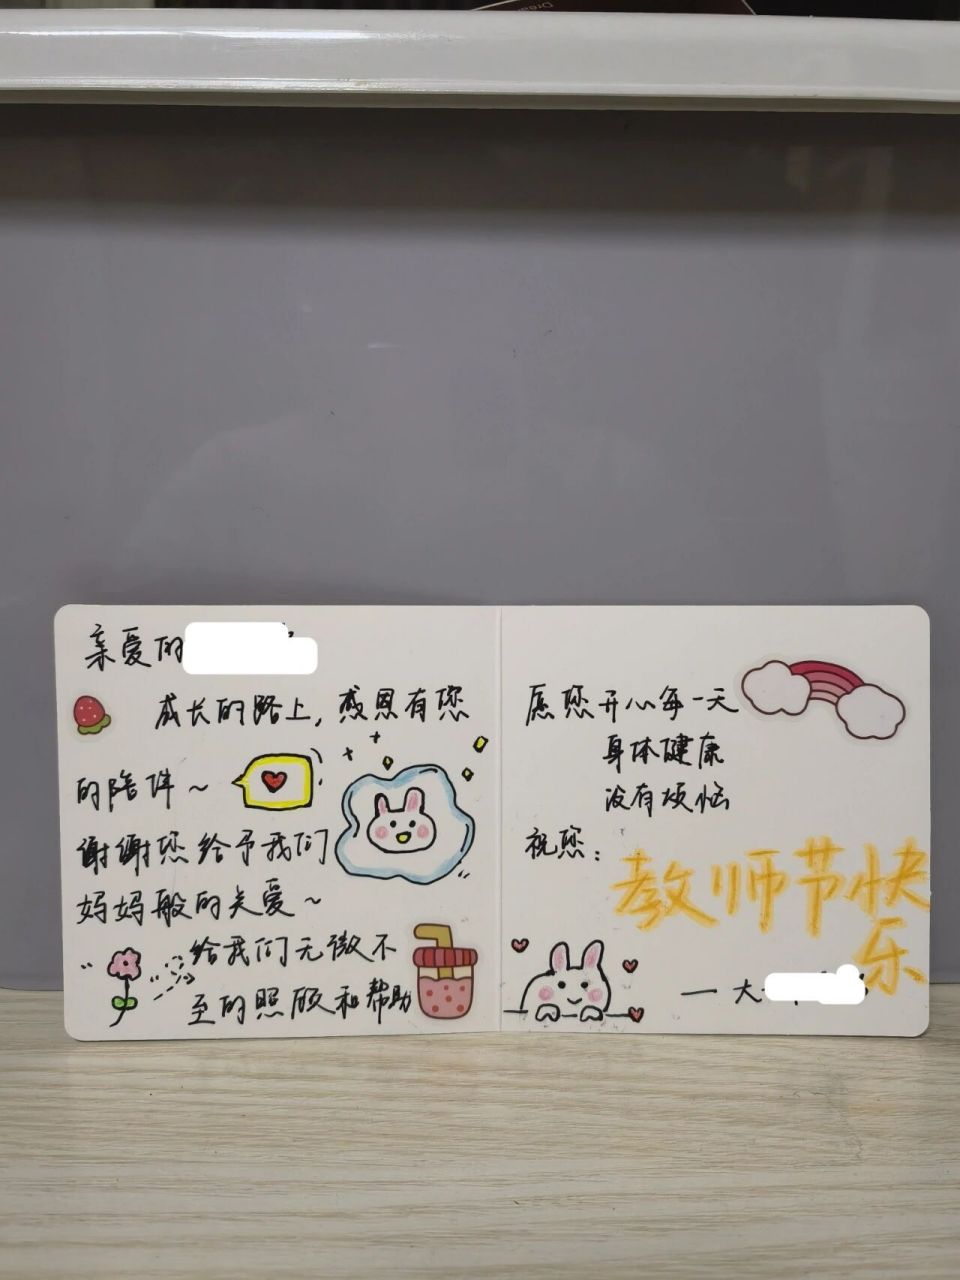 亲爱的
成长的路上，感恩有您
的陪伴～
谢谢您给予我们
妈妈般的关爱～
给我们无微不
至的照顾和帮助
愿您开心每一天
身体健康
没有烦恼
祝您：
教师节快
乐
一大